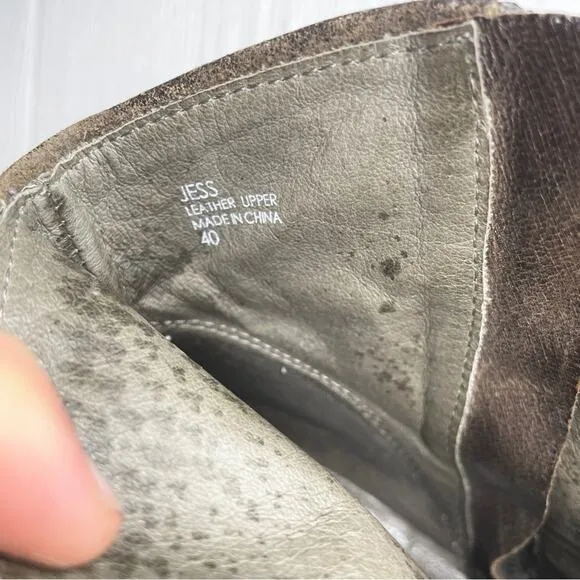 JESS
LEATHER UPPER
MADE IN CHINA
40